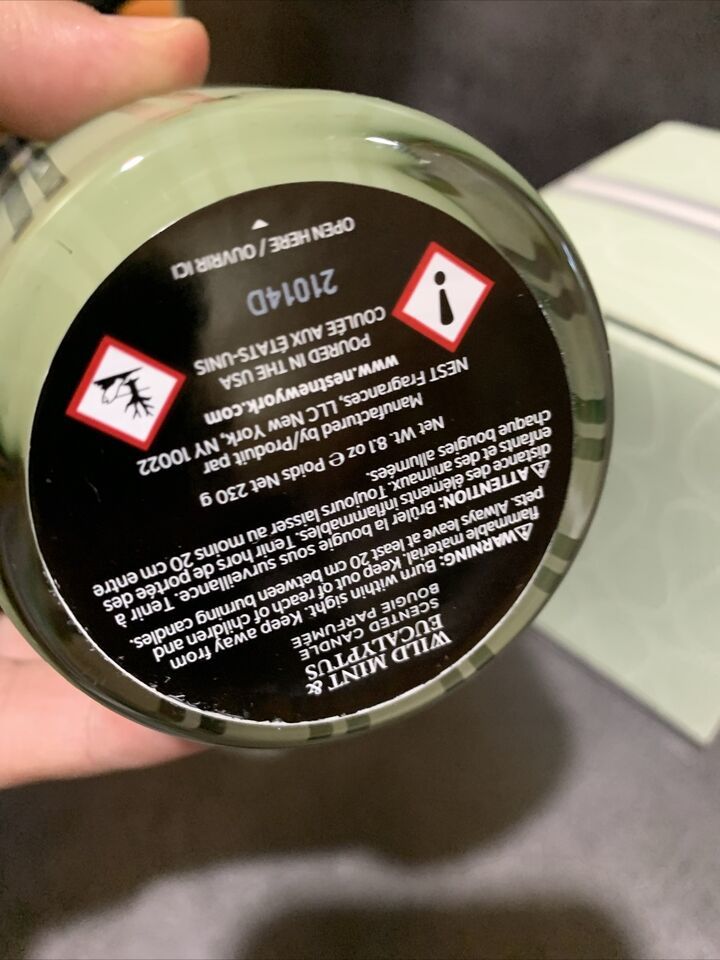 WILD MINT &
EUCALYPTUS
SCENTED CANDLE
BOUGIE PARFUMÉE
⚠WARNING: Burn within sight. Keep away from
flammable material. Keep out of reach of children and
pets. Always leave at least 20 cm between burning candles.
⚠ATTENTION: Brûler la bougie sous surveillance. Tenir à
distance des éléments inflammables. Tenir hors de portée des
enfants et des animaux. Toujours laisser au moins 20 cm entre
chaque bougies allumées.
Net Wt. 8.1 oz ℮ Poids Net 230 g
Manufactured by/Produit par
NEST Fragrances, LLC New York, NY 10022
www.nestnewyork.com
POURED IN THE USA
COULÉE AUX ÉTATS-UNIS
21014D
OPEN HERE / OUVRIR ICI